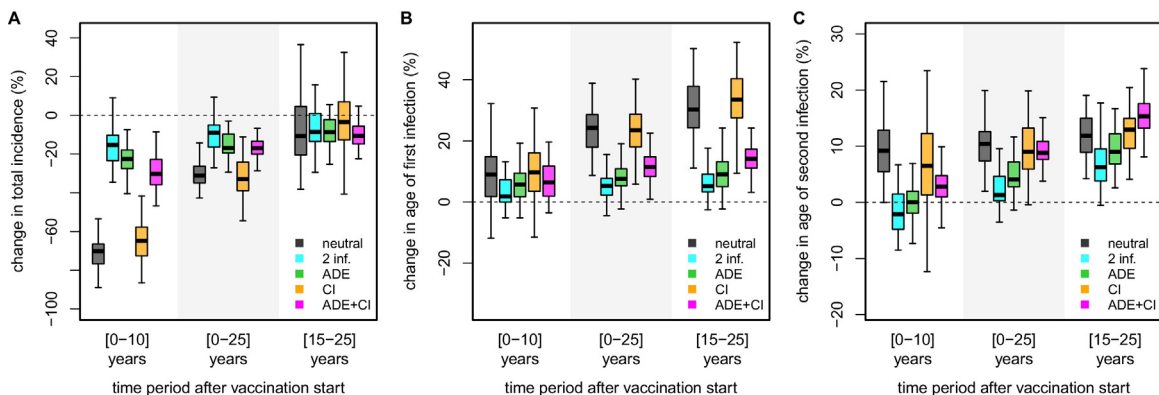 A
change in total incidence (%)
40
20
0
−20
−60
−100
neutral
2 inf.
ADE
CI
ADE+CI
[0−10]
years
[0−25]
years
[15−25]
years
time period after vaccination start
B
change in age of first infection (%)
40
20
0
−20
neutral
2 inf.
ADE
CI
ADE+CI
[0−10]
years
[0−25]
years
[15−25]
years
time period after vaccination start
C
change in age of second infection (%)
30
20
10
0
−10
−20
neutral
2 inf.
ADE
CI
ADE+CI
[0−10]
years
[0−25]
years
[15−25]
years
time period after vaccination start